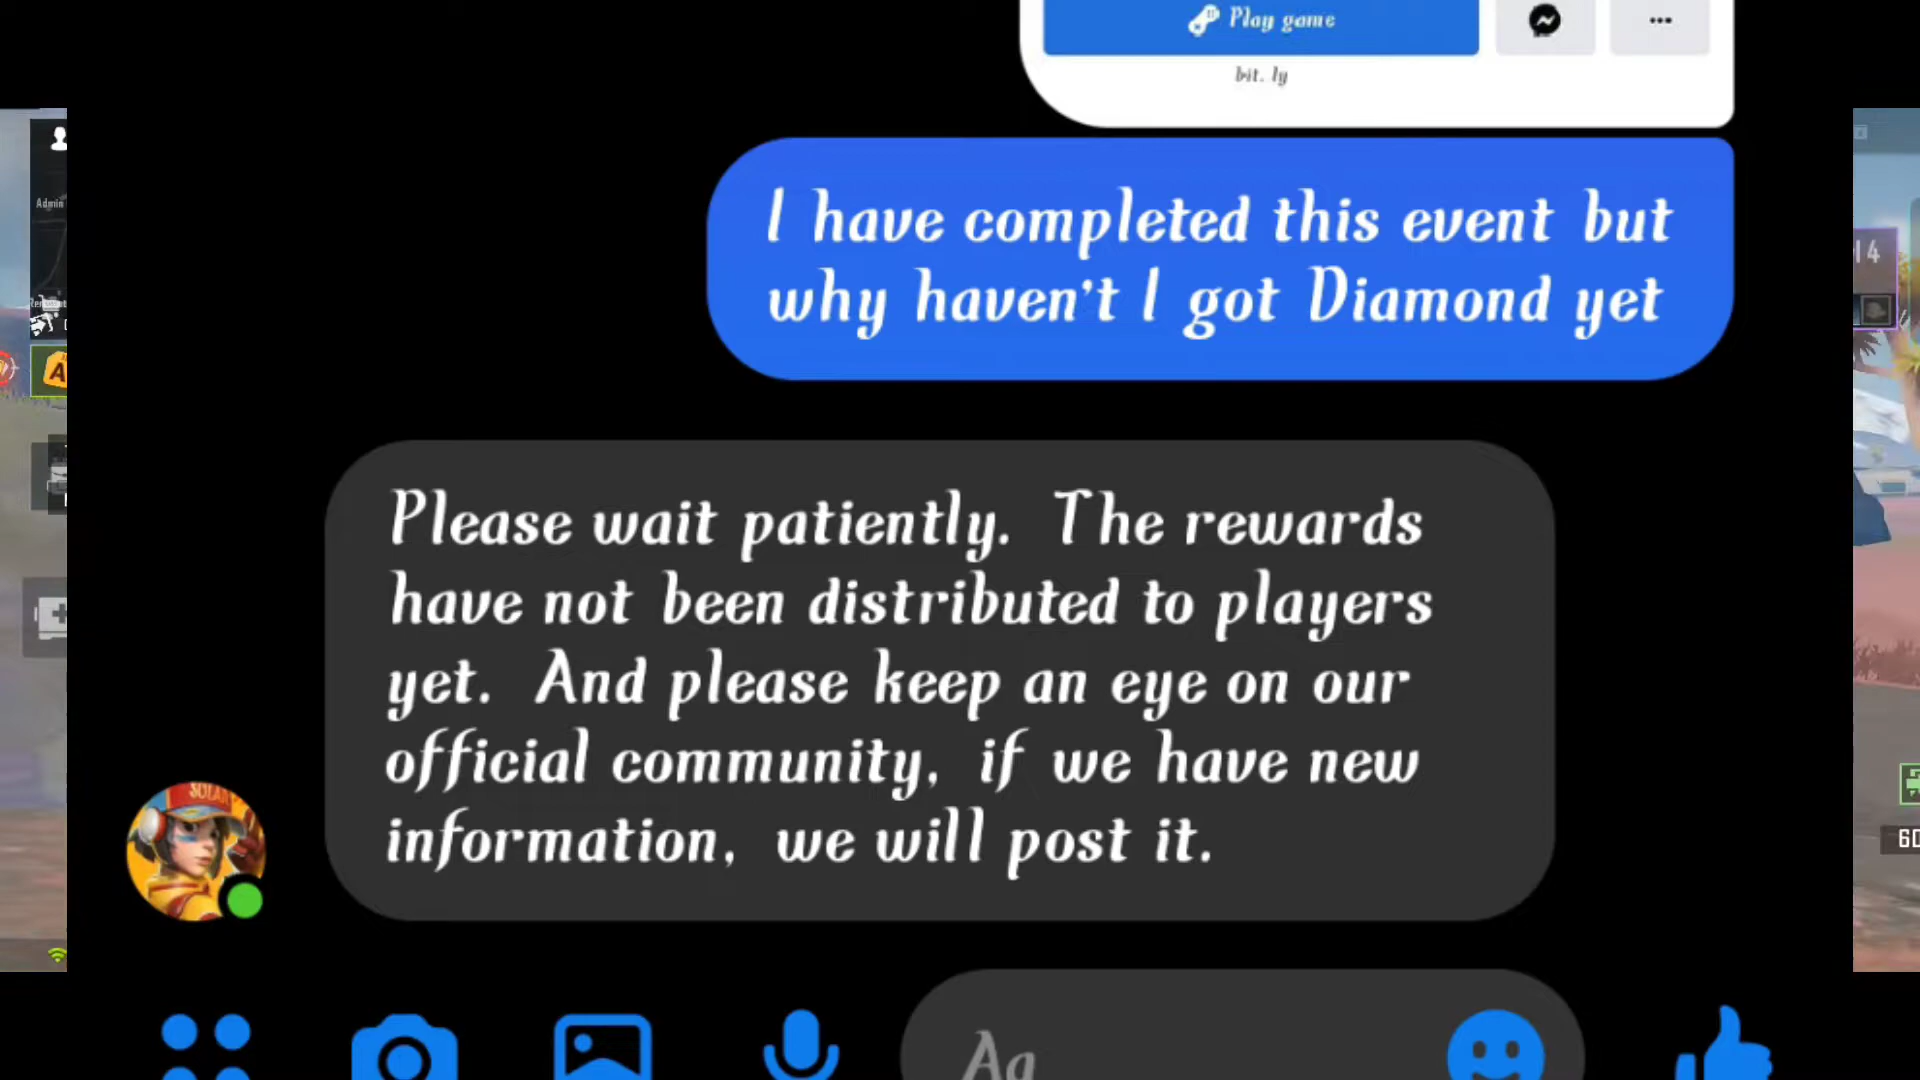 Play game
bit. ly
Admin
I have completed this event but
why haven't I got Diamond yet
Please wait patiently. The rewards
have not been distributed to players
yet. And please keep an eye on our
official community, if we have new
information, we will post it.
SOLAR
Aa